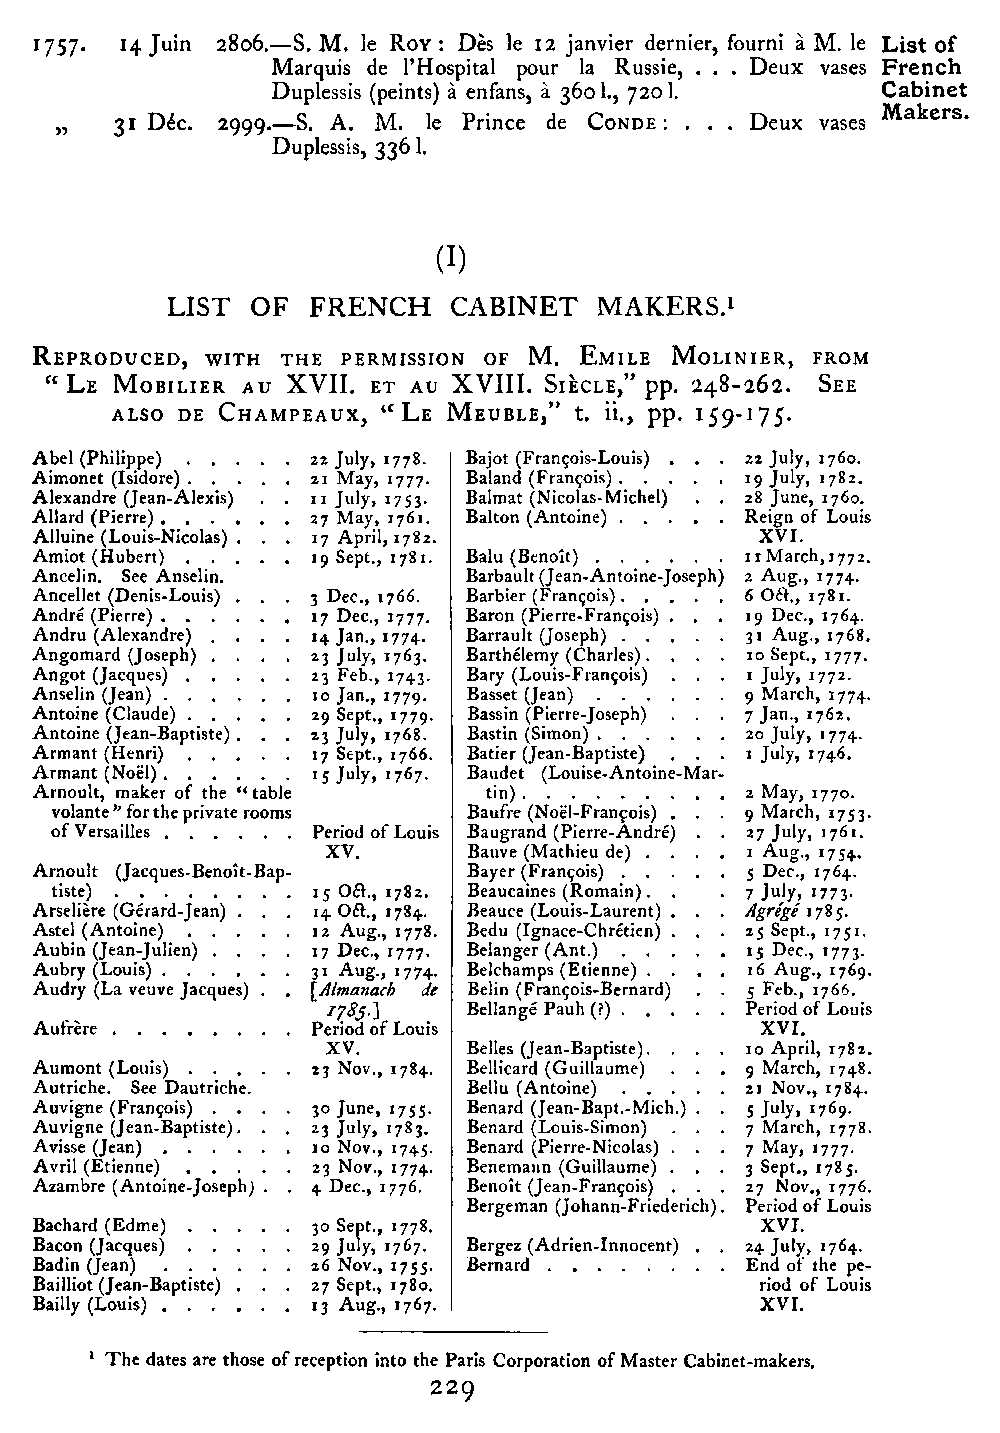 1757. 14 Juin 2806.—S. M. le Roy : Dès le 12 janvier dernier, fourni à M. le
Marquis de l'Hospital pour la Russie, . . . Deux vases
Duplessis (peints) à enfans, à 360 l., 720 l.
„ 31 Déc. 2999.—S. A. M. le Prince de Conde : . . . Deux vases
Duplessis, 336 l.
List of
French
Cabinet
Makers.
(I)
LIST OF FRENCH CABINET MAKERS.¹
Reproduced, with the permission of M. Emile Molinier, from
“ Le Mobilier au XVII. et au XVIII. Siècle,” pp. 248-262. See
also de Champeaux, “ Le Meuble,” t. ii., pp. 159-175.
Abel (Philippe) . . . . . 22 July, 1778.
Aimonet (Isidore) . . . . . 21 May, 1777.
Alexandre (Jean-Alexis) . . 11 July, 1753.
Allard (Pierre) . . . . . . 27 May, 1761.
Alluine (Louis-Nicolas) . . . 17 April, 1782.
Amiot (Hubert) . . . . . 19 Sept., 1781.
Ancelin. See Anselin.
Ancellet (Denis-Louis) . . . 3 Dec., 1766.
André (Pierre) . . . . . . 17 Dec., 1777.
Andru (Alexandre) . . . . 14 Jan., 1774.
Angomard (Joseph) . . . . 23 July, 1763.
Angot (Jacques) . . . . . 23 Feb., 1743.
Anselin (Jean) . . . . . . 10 Jan., 1779.
Antoine (Claude) . . . . . 29 Sept., 1779.
Antoine (Jean-Baptiste) . . . 23 July, 1768.
Armant (Henri) . . . . . 17 Sept., 1766.
Armant (Noël) . . . . . . 15 July, 1767.
Arnoult, maker of the “ table
volante ” for the private rooms
of Versailles . . . . . . Period of Louis
XV.
Arnoult (Jacques-Benoît-Bap-
tiste) . . . . . . . . 15 Oct., 1782.
Arselière (Gérard-Jean) . . . 14 Oct., 1784.
Astel (Antoine) . . . . . 12 Aug., 1778.
Aubin (Jean-Julien) . . . . 17 Dec., 1777.
Aubry (Louis) . . . . . . 31 Aug., 1774.
Audry (La veuve Jacques) . . [Almanach de
1785.]
Aufrère . . . . . . . . Period of Louis
XV.
Aumont (Louis) . . . . . 23 Nov., 1784.
Autriche. See Dautriche.
Auvigne (François) . . . . 30 June, 1755.
Auvigne (Jean-Baptiste) . . . 23 July, 1783.
Avisse (Jean) . . . . . . 10 Nov., 1745.
Avril (Etienne) . . . . . 23 Nov., 1774.
Azambre (Antoine-Joseph) . . 4 Dec., 1776.
Bachard (Edme) . . . . . 30 Sept., 1778.
Bacon (Jacques) . . . . . 29 July, 1767.
Badin (Jean) . . . . . . 26 Nov., 1755.
Bailliot (Jean-Baptiste) . . . 27 Sept., 1780.
Bailly (Louis) . . . . . . 13 Aug., 1767.
Bajot (François-Louis) . . . 22 July, 1760.
Baland (François) . . . . . 19 July, 1782.
Balmat (Nicolas-Michel) . . 28 June, 1760.
Balton (Antoine) . . . . . Reign of Louis
XVI.
Balu (Benoît) . . . . . . 11 March, 1772.
Barbault (Jean-Antoine-Joseph) 2 Aug., 1774.
Barbier (François) . . . . . 6 Oct., 1781.
Baron (Pierre-François) . . . 19 Dec., 1764.
Barrault (Joseph) . . . . . 31 Aug., 1768.
Barthélemy (Charles) . . . . 10 Sept., 1777.
Bary (Louis-François) . . . 1 July, 1772.
Basset (Jean) . . . . . . 9 March, 1774.
Bassin (Pierre-Joseph) . . . 7 Jan., 1762.
Bastin (Simon) . . . . . . 20 July, 1774.
Batier (Jean-Baptiste) . . . 1 July, 1746.
Baudet (Louise-Antoine-Mar-
tin) . . . . . . . . . 2 May, 1770.
Baufre (Noël-François) . . . 9 March, 1753.
Baugrand (Pierre-André) . . 27 July, 1761.
Bauve (Mathieu de) . . . . 1 Aug., 1754.
Bayer (François) . . . . . 5 Dec., 1764.
Beaucaines (Romain) . . . . 7 July, 1773.
Beauce (Louis-Laurent) . . . Agrégé 1785.
Bedu (Ignace-Chrétien) . . . 25 Sept., 1751.
Belanger (Ant.) . . . . . 15 Dec., 1773.
Belchamps (Etienne) . . . . 16 Aug., 1769.
Belin (François-Bernard) . . 5 Feb., 1766.
Bellangé Pauh (?) . . . . . Period of Louis
XVI.
Belles (Jean-Baptiste) . . . . 10 April, 1782.
Bellicard (Guillaume) . . . 9 March, 1748.
Bellu (Antoine) . . . . . 21 Nov., 1784.
Benard (Jean-Bapt.-Mich.) . . 5 July, 1769.
Benard (Louis-Simon) . . . 7 March, 1778.
Benard (Pierre-Nicolas) . . . 7 May, 1777.
Benemann (Guillaume) . . . 3 Sept., 1785.
Benoît (Jean-François) . . . 27 Nov., 1776.
Bergeman (Johann-Friederich) . Period of Louis
XVI.
Bergez (Adrien-Innocent) . . 24 July, 1764.
Bernard . . . . . . . . End of the pe-
riod of Louis
XVI.
¹ The dates are those of reception into the Paris Corporation of Master Cabinet-makers.
229